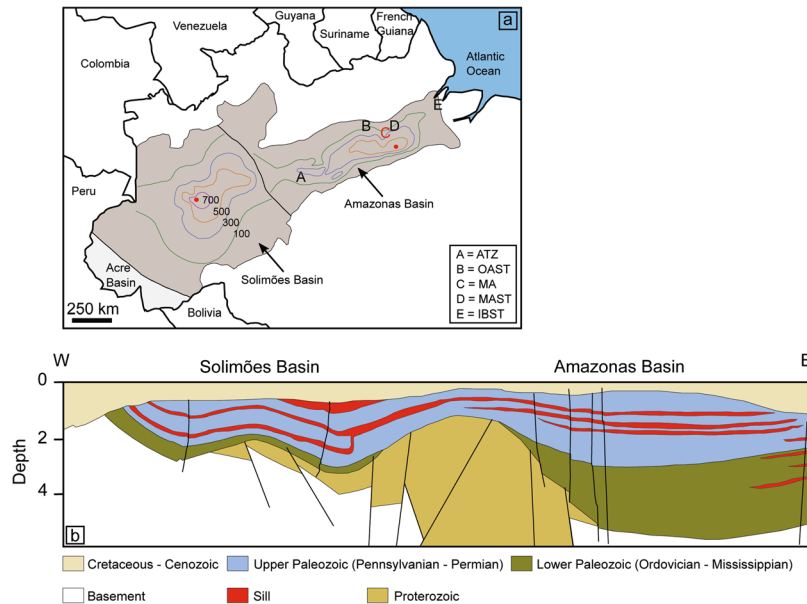 Guyana
French
Guiana
a
Venezuela
Suriname
Colombia
Atlantic
Ocean
E
B
D
C
A
Peru
700
500
300
100
Amazonas Basin
Acre
Basin
Solimões Basin
A = ATZ
B = OAST
C = MA
D = MAST
E = IBST
250 km
Bolivia
W
Solimões Basin
Amazonas Basin
E
0
2
4
Depth
b
Cretaceous - Cenozoic
Upper Paleozoic (Pennsylvanian - Permian)
Lower Paleozoic (Ordovician - Mississippian)
Basement
Sill
Proterozoic